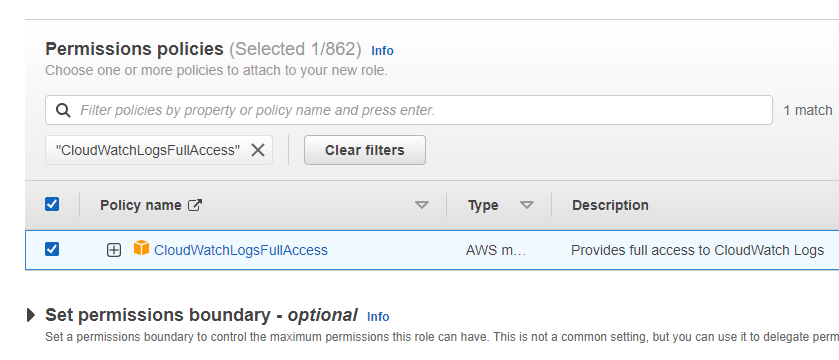 Permissions policies (Selected 1/862) Info
Choose one or more policies to attach to your new role.
Filter policies by property or policy name and press enter.
1 match
"CloudWatchLogsFullAccess"
Clear filters
Policy name
Type
Description
CloudWatchLogsFullAccess
AWS m...
Provides full access to CloudWatch Logs
Set permissions boundary - optional Info
Set a permissions boundary to control the maximum permissions this role can have. This is not a common setting, but you can use it to delegate perm